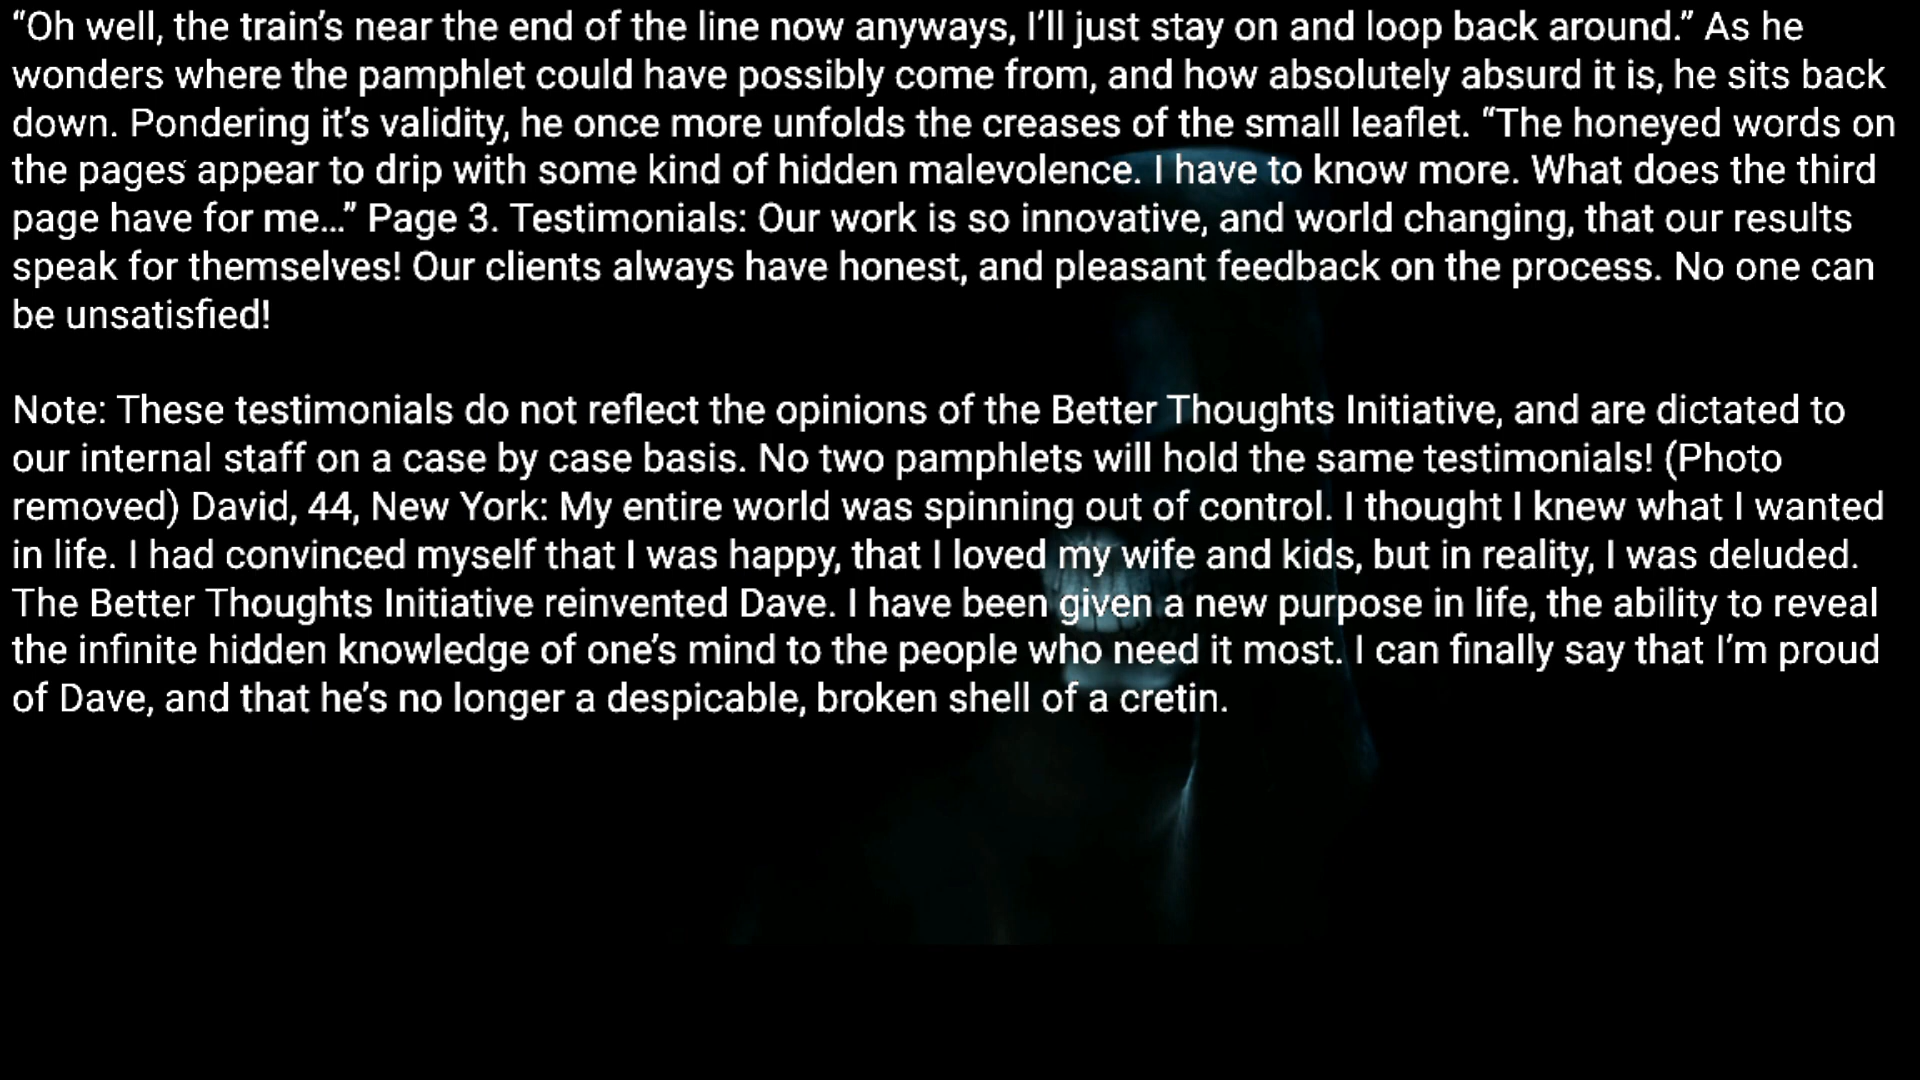 “Oh well, the train’s near the end of the line now anyways, I’ll just stay on and loop back around.” As he
wonders where the pamphlet could have possibly come from, and how absolutely absurd it is, he sits back
down. Pondering it’s validity, he once more unfolds the creases of the small leaflet. “The honeyed words on
the pages appear to drip with some kind of hidden malevolence. I have to know more. What does the third
page have for me…” Page 3. Testimonials: Our work is so innovative, and world changing, that our results
speak for themselves! Our clients always have honest, and pleasant feedback on the process. No one can
be unsatisfied!
Note: These testimonials do not reflect the opinions of the Better Thoughts Initiative, and are dictated to
our internal staff on a case by case basis. No two pamphlets will hold the same testimonials! (Photo
removed) David, 44, New York: My entire world was spinning out of control. I thought I knew what I wanted
in life. I had convinced myself that I was happy, that I loved my wife and kids, but in reality, I was deluded.
The Better Thoughts Initiative reinvented Dave. I have been given a new purpose in life, the ability to reveal
the infinite hidden knowledge of one’s mind to the people who need it most. I can finally say that I’m proud
of Dave, and that he’s no longer a despicable, broken shell of a cretin.